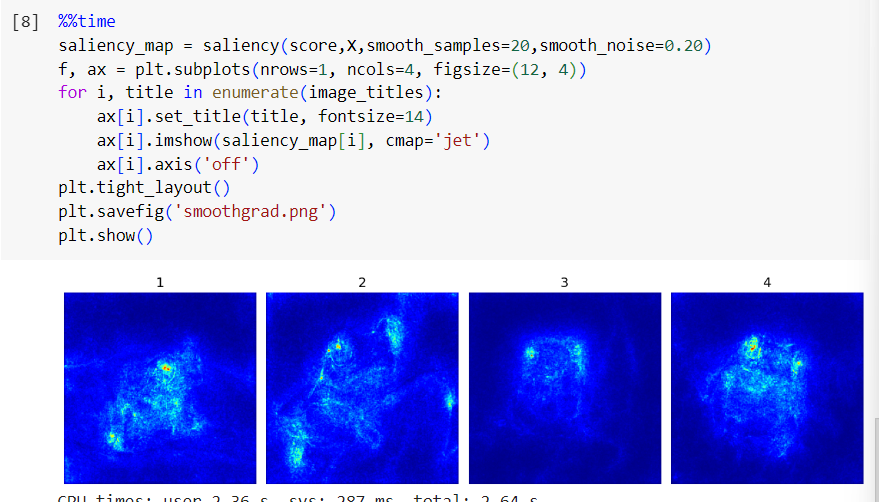 [8] %%time
saliency_map = saliency(score,X,smooth_samples=20,smooth_noise=0.20)
f, ax = plt.subplots(nrows=1, ncols=4, figsize=(12, 4))
for i, title in enumerate(image_titles):
    ax[i].set_title(title, fontsize=14)
    ax[i].imshow(saliency_map[i], cmap='jet')
    ax[i].axis('off')
plt.tight_layout()
plt.savefig('smoothgrad.png')
plt.show()
1 2 3 4
CPU times: user 2.36 s, sys: 287 ms, total: 2.64 s